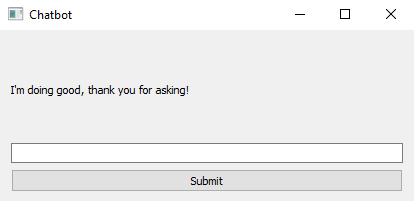 Chatbot
I'm doing good, thank you for asking!
Submit